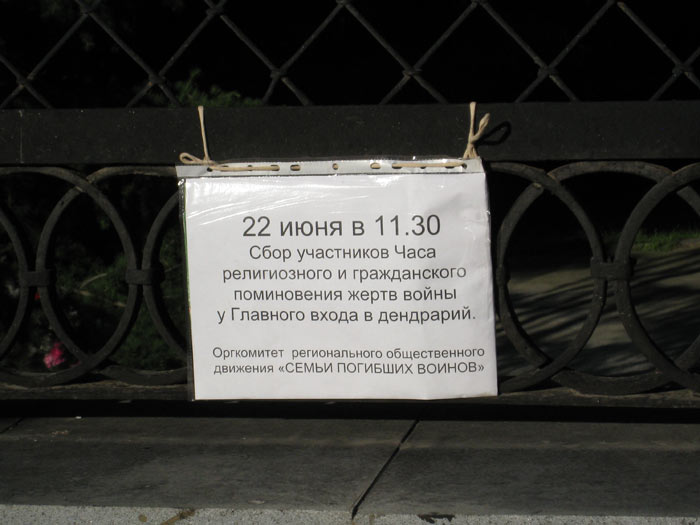 22 июня в 11.30
Сбор участников Часа
религиозного и гражданского
поминовения жертв войны
у Главного входа в дендрарий.
Оргкомитет регионального общественного
движения «СЕМЬИ ПОГИБШИХ ВОИНОВ»